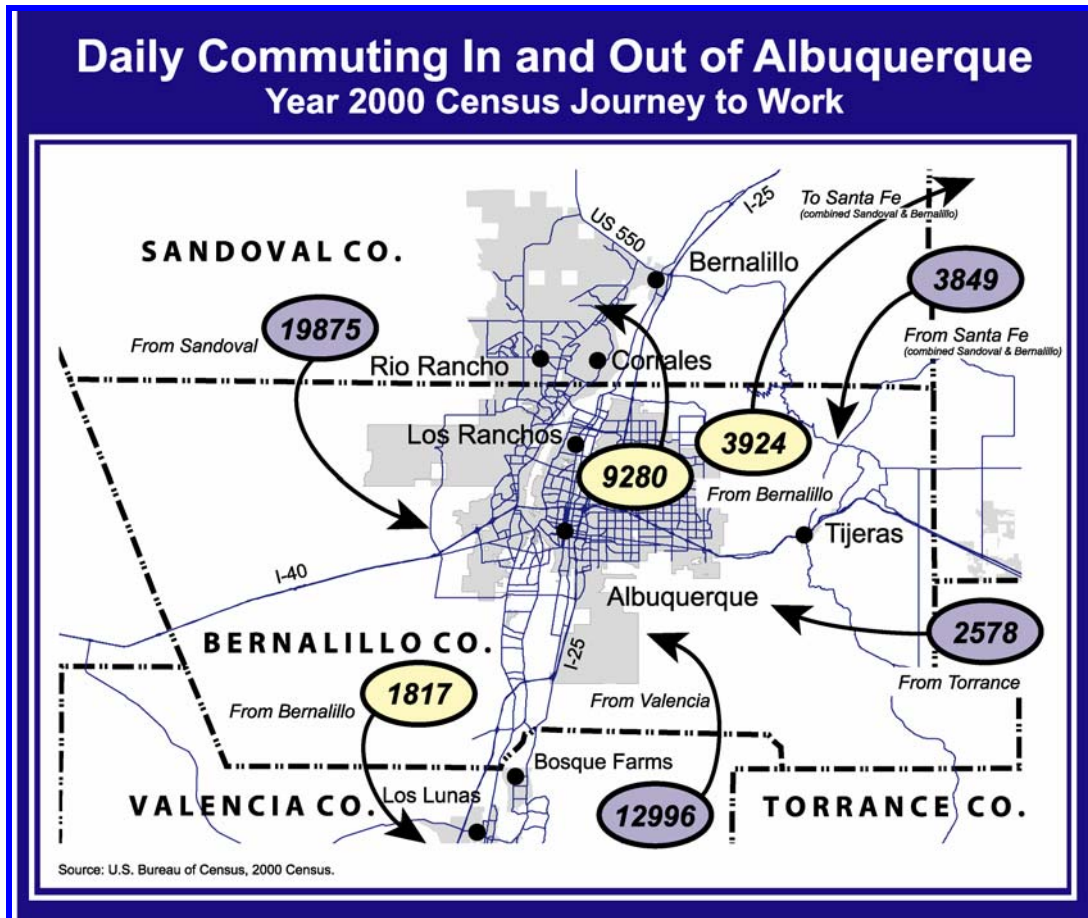 Daily Commuting In and Out of Albuquerque
Year 2000 Census Journey to Work
To Santa Fe
(combined Sandoval & Bernalillo)
I-25
US 550
SANDOVAL CO.
Bernalillo
3849
19875
From Sandoval
From Santa Fe
(combined Sandoval & Bernalillo)
Rio Rancho
Corrales
Los Ranchos
3924
9280
From Bernalillo
Tijeras
I-40
Albuquerque
2578
BERNALILLO CO.
I-25
From Torrance
1817
From Valencia
From Bernalillo
Bosque Farms
VALENCIA CO.
Los Lunas
12996
TORRANCE CO.
Source: U.S. Bureau of Census, 2000 Census.